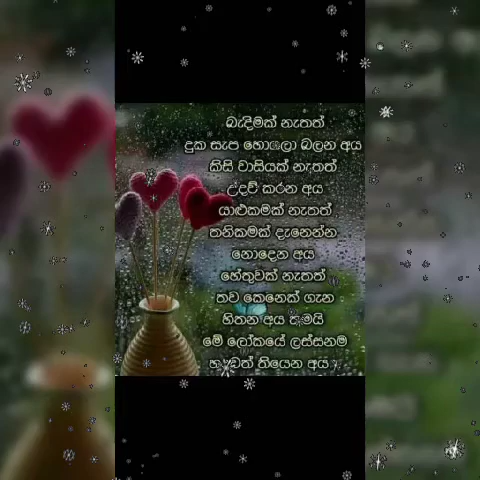 බැඳීමක් නැතත්
දුක සැප හොයලා බලන අය
කිසි වාසියක් නැතත්
උදව් කරන අය
යාළුකමක් නැතත්
තනිකමක් දැනෙන්න
නොදෙන අය
හේතුවක් නැතත්
තව කෙනෙක් ගැන
හිතන අය තමයි
මේ ලෝකයේ ලස්සනම
හදවත් තියෙන අය